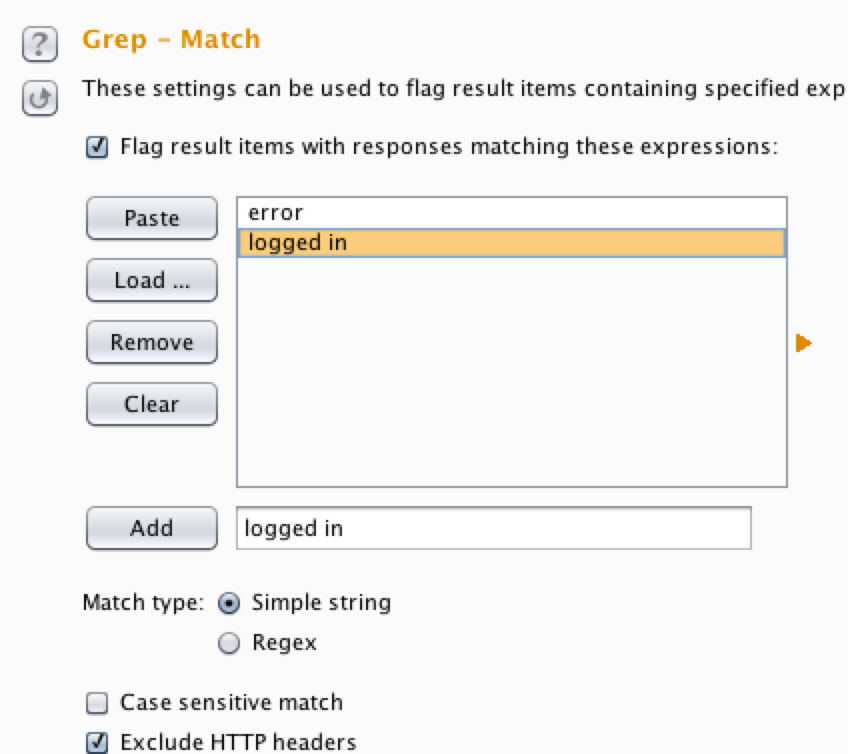 ?
Grep – Match
These settings can be used to flag result items containing specified exp
Flag result items with responses matching these expressions:
Paste
error
logged in
Load ...
Remove
Clear
Add
logged in
Match type:
Simple string
Regex
Case sensitive match
Exclude HTTP headers